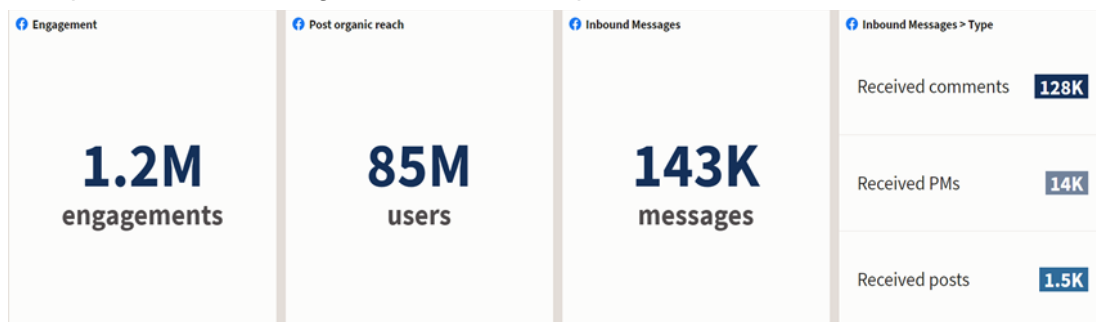 Engagement
1.2M
engagements
Post organic reach
85M
users
Inbound Messages
143K
messages
Inbound Messages > Type
Received comments 128K
Received PMs 14K
Received posts 1.5K